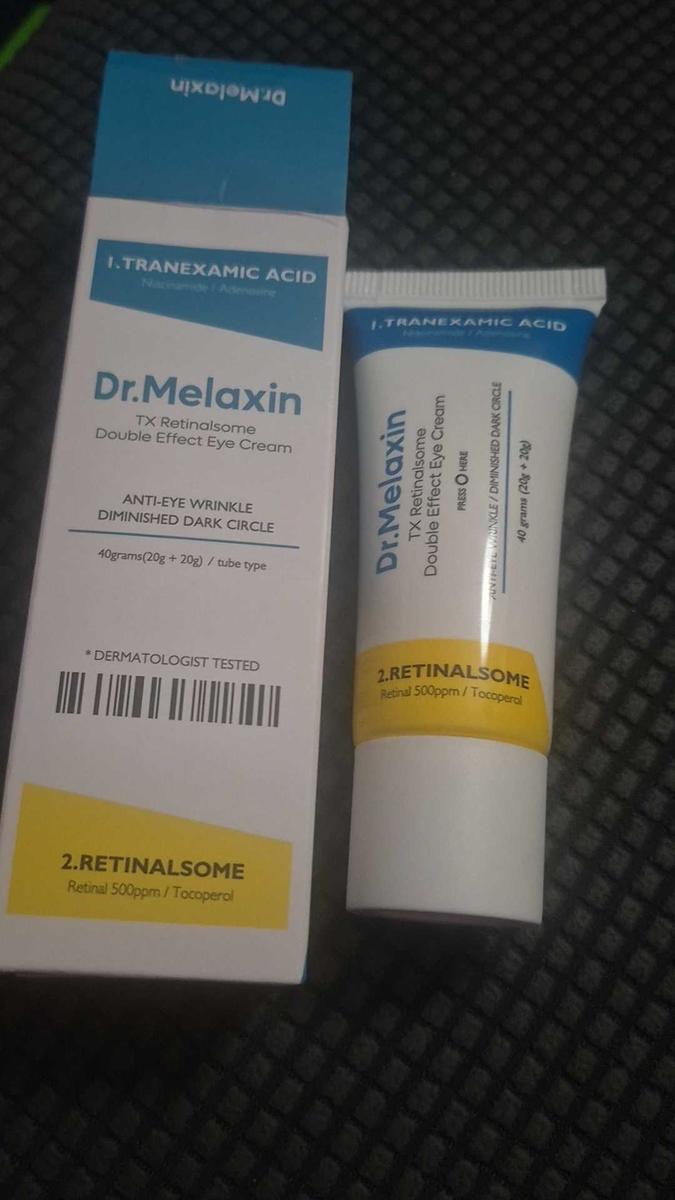 Dr.Melaxin
1.TRANEXAMIC ACID
Niacinamide / Adenosine
Dr.Melaxin
TX Retinalsome
Double Effect Eye Cream
ANTI-EYE WRINKLE
DIMINISHED DARK CIRCLE
40grams(20g + 20g) / tube type
* DERMATOLOGIST TESTED
2.RETINALSOME
Retinal 500ppm / Tocoperol
1.TRANEXAMIC ACID
Niacinamide / Adenosine
Dr.Melaxin
TX Retinalsome
Double Effect Eye Cream
PRESS HERE
ANTI-EYE WRINKLE / DIMINISHED DARK CIRCLE
40 grams (20g + 20g)
2.RETINALSOME
Retinal 500ppm / Tocoperol